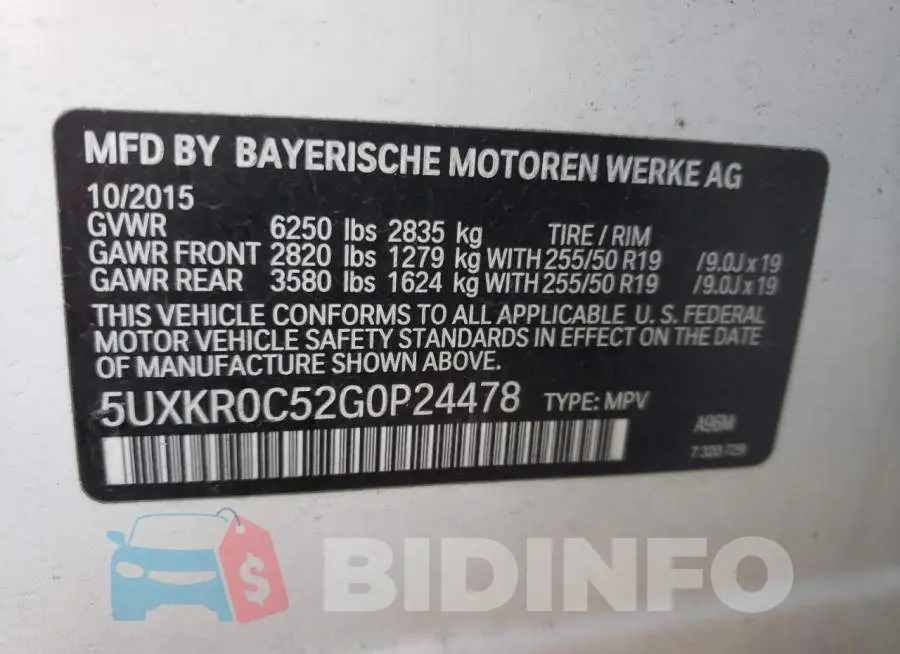 MFD BY BAYERISCHE MOTOREN WERKE AG
10/2015
GVWR 6250 lbs 2835 kg TIRE / RIM
GAWR FRONT 2820 lbs 1279 kg WITH 255/50 R19 /9.0J x 19
GAWR REAR 3580 lbs 1624 kg WITH 255/50 R19 /9.0J x 19
THIS VEHICLE CONFORMS TO ALL APPLICABLE U. S. FEDERAL
MOTOR VEHICLE SAFETY STANDARDS IN EFFECT ON THE DATE
OF MANUFACTURE SHOWN ABOVE.
5UXKR0C52G0P24478 TYPE: MPV
A96M
7 320 729
$ BIDINFO